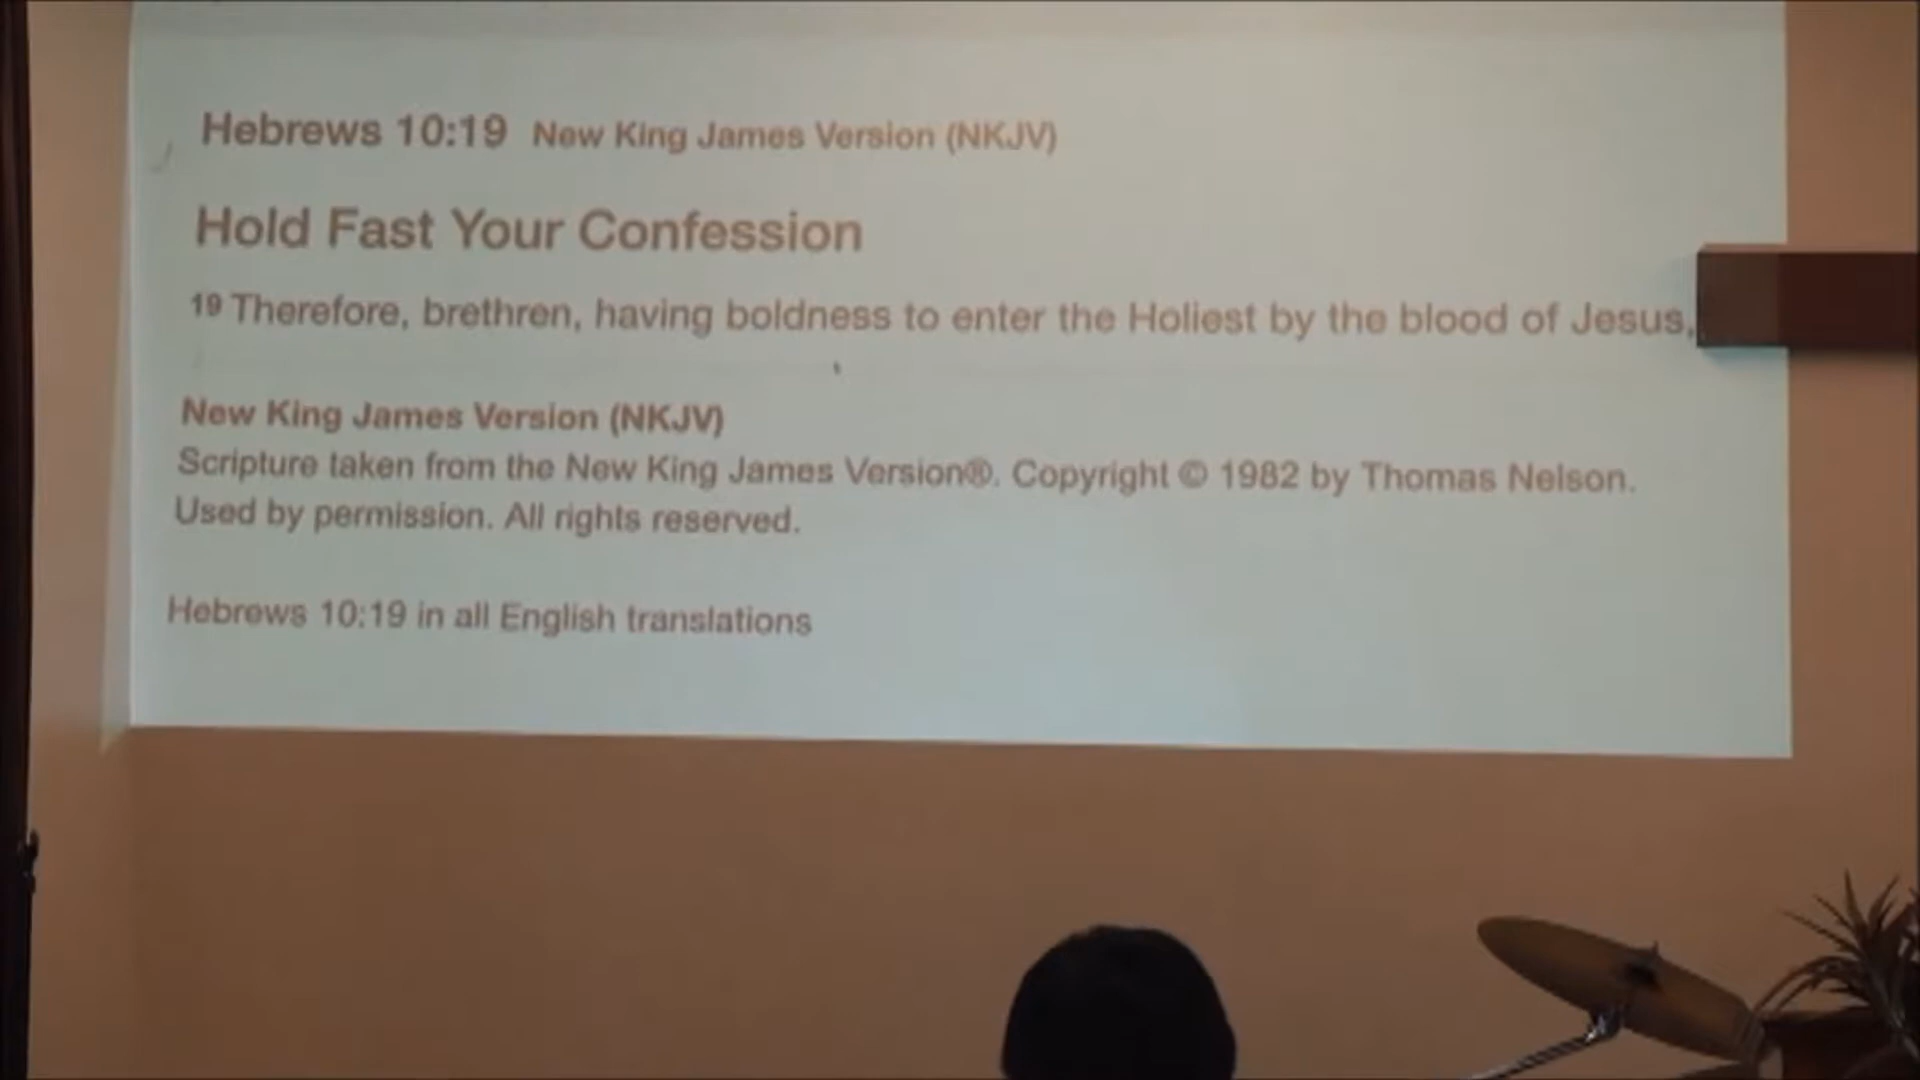 Hebrews 10:19 New King James Version (NKJV)
Hold Fast Your Confession
19 Therefore, brethren, having boldness to enter the Holiest by the blood of Jesus,
New King James Version (NKJV)
Scripture taken from the New King James Version®. Copyright © 1982 by Thomas Nelson.
Used by permission. All rights reserved.
Hebrews 10:19 in all English translations